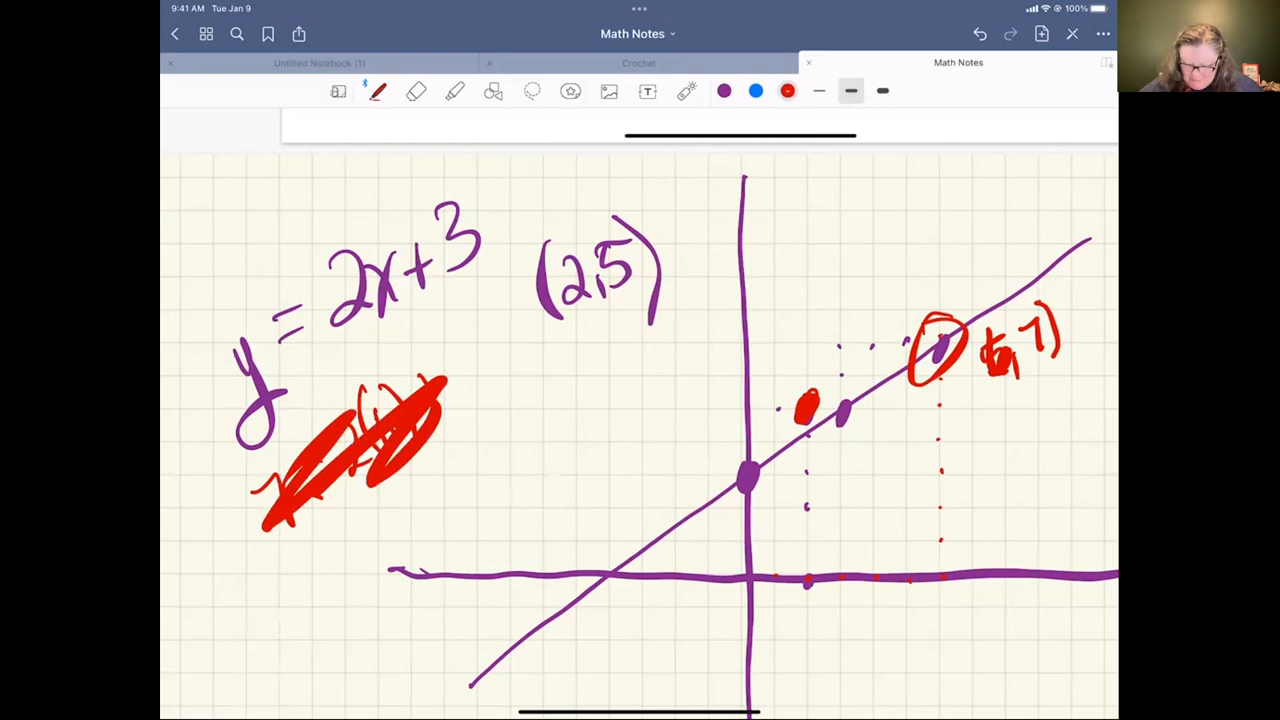 9:41 AM Tue Jan 9
100%
Math Notes
Untitled Notebook (1)
Crochet
Math Notes
T
y = 2x+3
(2,5)
, 7)